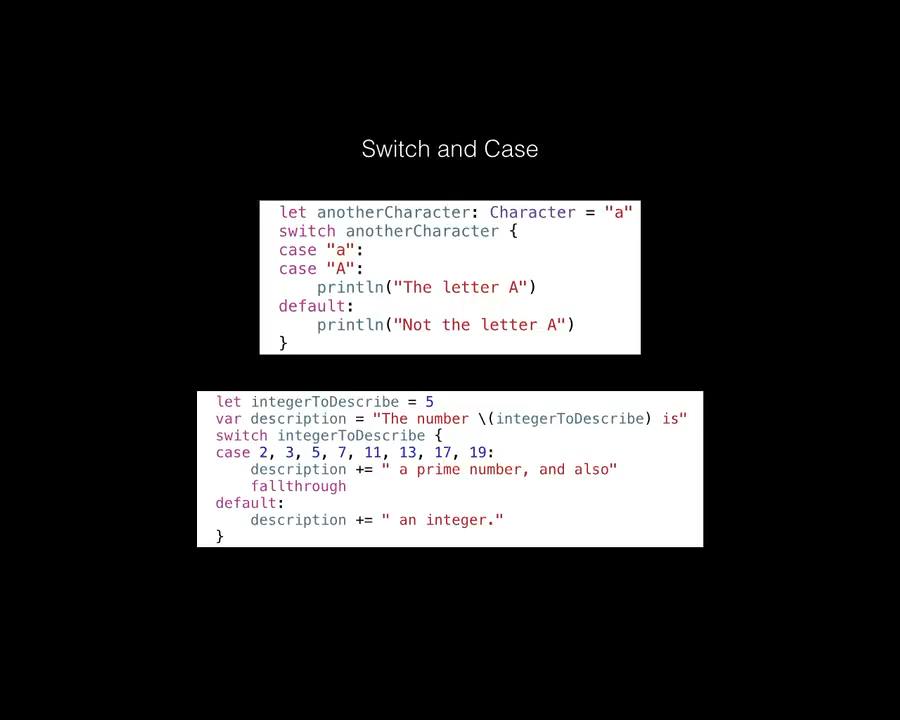 Switch and Case
let anotherCharacter: Character = "a"
switch anotherCharacter {
case "a":
case "A":
    println("The letter A")
default:
    println("Not the letter A")
}
let integerToDescribe = 5
var description = "The number \(integerToDescribe) is"
switch integerToDescribe {
case 2, 3, 5, 7, 11, 13, 17, 19:
    description += " a prime number, and also"
    fallthrough
default:
    description += " an integer."
}